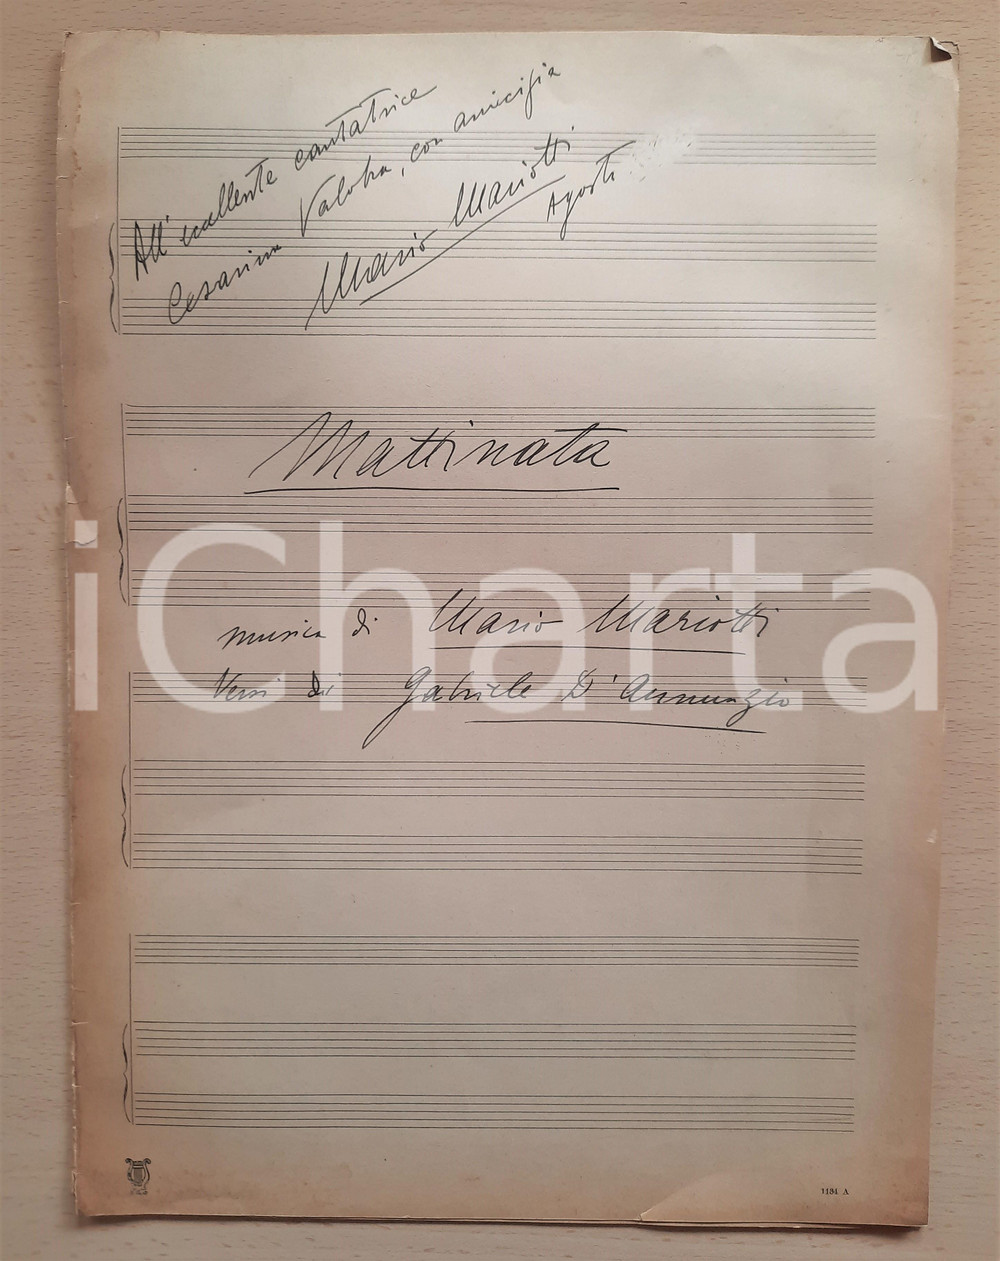 All' eccellente cantatrice
Cesarina Valobra, con amicizia
Mario Mariotti
Agosto
Mattinata
iCharta
musica di Mario Mariotti
Versi di Gabriele D'Annunzio
1134 A